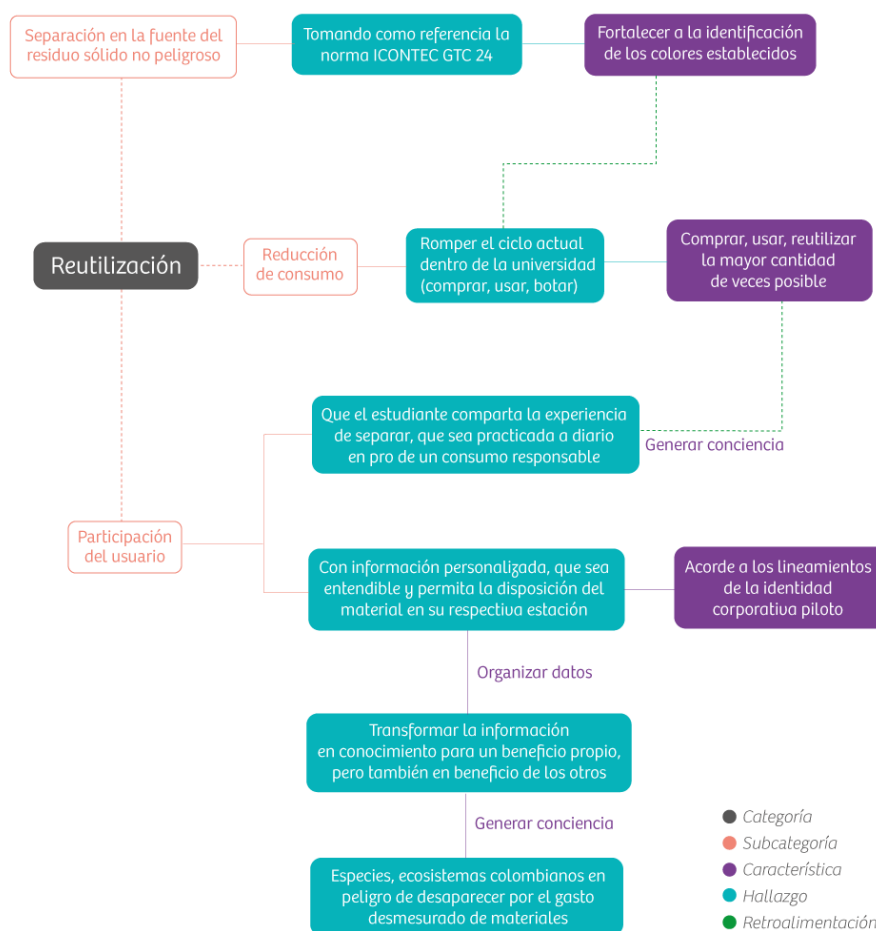 Separación en la fuente del
residuo sólido no peligroso
Tomando como referencia la
norma ICONTEC GTC 24
Fortalecer a la identificación
de los colores establecidos
Reutilización
Reducción
de consumo
Romper el ciclo actual
dentro de la universidad
(comprar, usar, botar)
Comprar, usar, reutilizar
la mayor cantidad
de veces posible
Que el estudiante comparta la experiencia
de separar, que sea practicada a diario
en pro de un consumo responsable
Generar conciencia
Participación
del usuario
Con información personalizada, que sea
entendible y permita la disposición del
material en su respectiva estación
Acorde a los lineamientos
de la identidad
corporativa piloto
Organizar datos
Transformar la información
en conocimiento para un beneficio propio,
pero también en beneficio de los otros
Generar conciencia
Especies, ecosistemas colombianos en
peligro de desaparecer por el gasto
desmesurado de materiales
Categoría
Subcategoría
Característica
Hallazgo
Retroalimentación